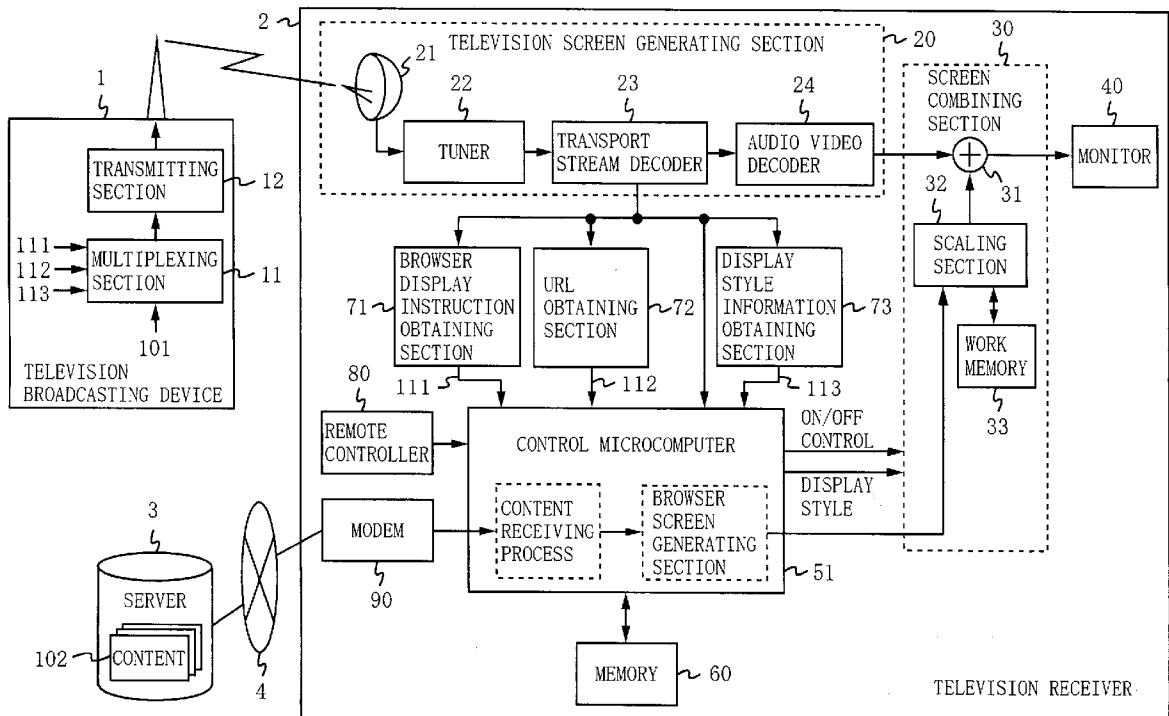 2
TELEVISION SCREEN GENERATING SECTION
20
30
21
22
23
24
SCREEN
COMBINING
SECTION
40
1
TUNER
TRANSPORT
STREAM DECODER
AUDIO VIDEO
DECODER
MONITOR
31
TRANSMITTING
SECTION
12
32
SCALING
SECTION
111
112
113
MULTIPLEXING
SECTION
11
101
TELEVISION
BROADCASTING DEVICE
71
BROWSER
DISPLAY
INSTRUCTION
OBTAINING
SECTION
URL
OBTAINING
SECTION
72
DISPLAY
STYLE
INFORMATION
OBTAINING
SECTION
73
WORK
MEMORY
33
111
112
113
80
REMOTE
CONTROLLER
CONTROL MICROCOMPUTER
ON/OFF
CONTROL
DISPLAY
STYLE
MODEM
90
CONTENT
RECEIVING
PROCESS
BROWSER
SCREEN
GENERATING
SECTION
51
3
SERVER
102
CONTENT
4
MEMORY
60
TELEVISION RECEIVER